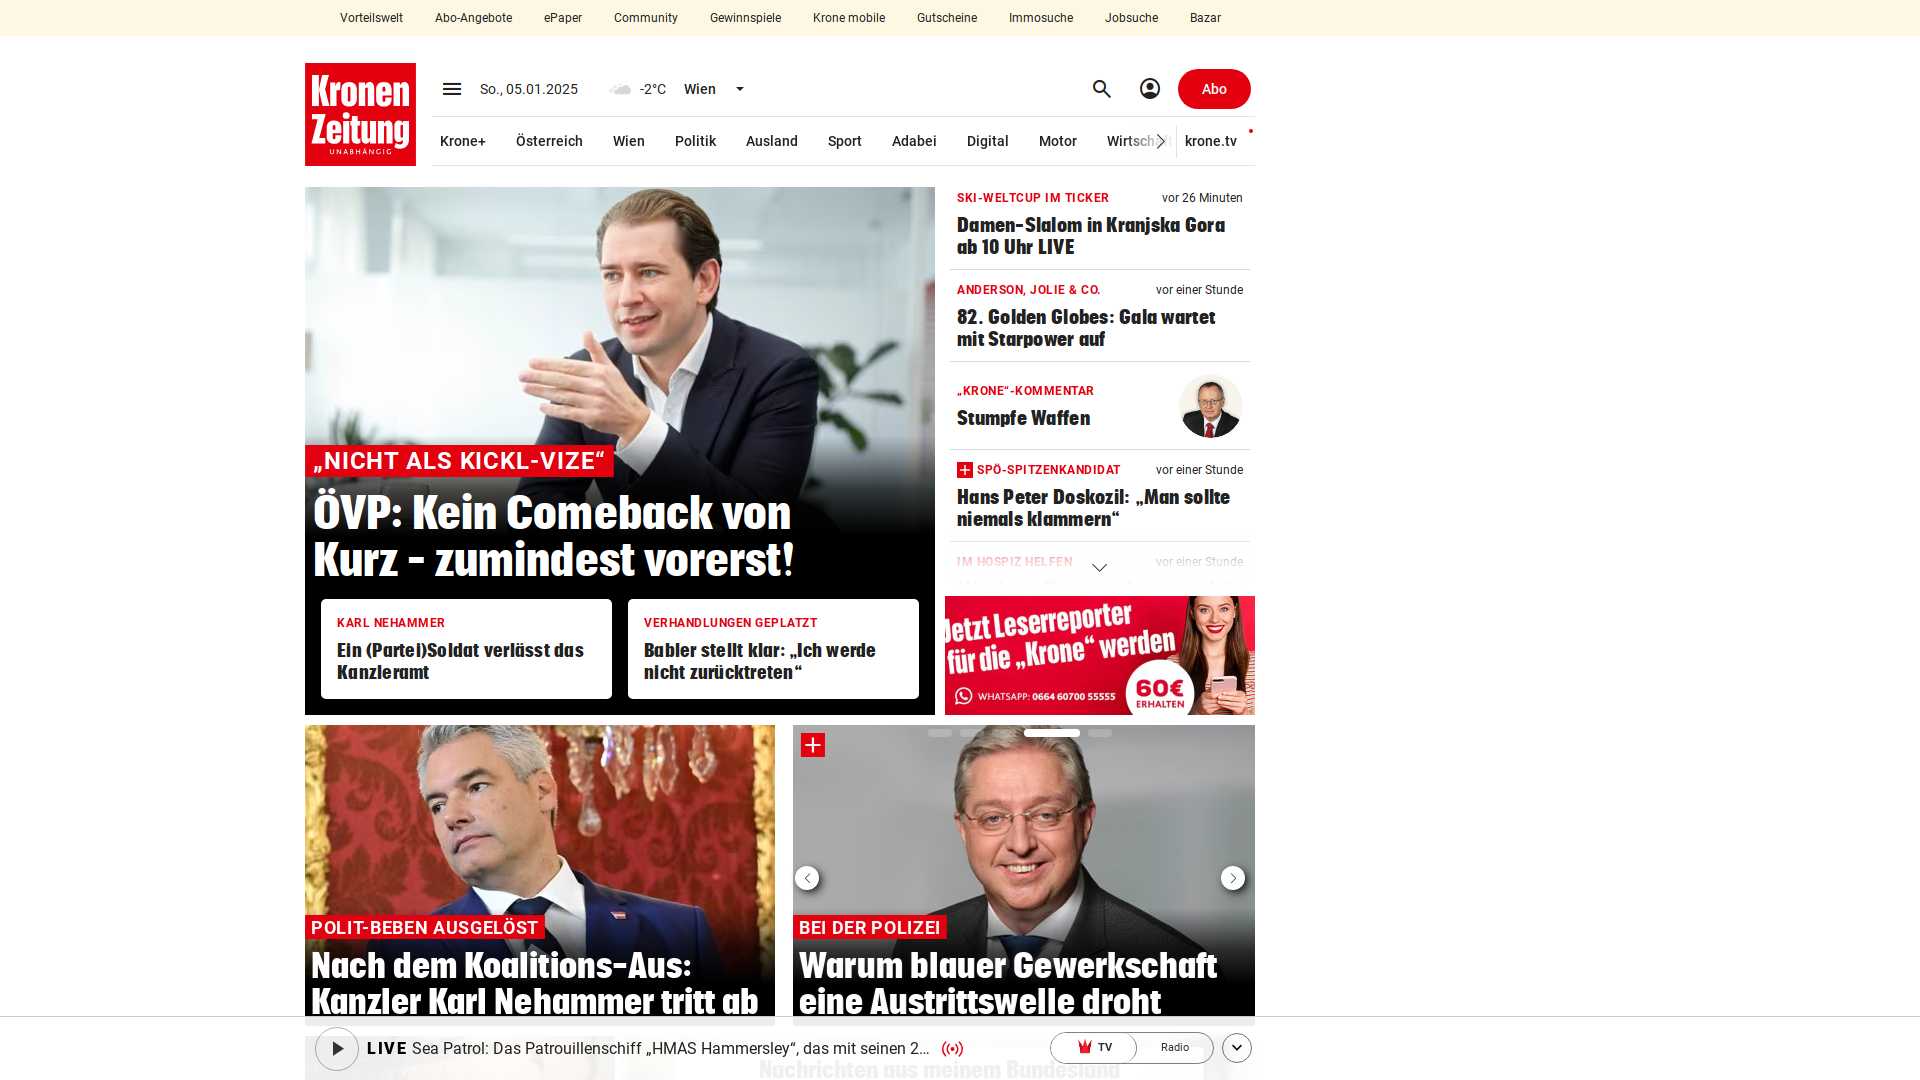 Vorteilswelt Abo-Angebote ePaper Community Gewinnspiele Krone mobile Gutscheine Immosuche Jobsuche Bazar
Kronen
Zeitung
UNABHÄNGIG
So., 05.01.2025 -2°C Wien
Abo
Krone+ Österreich Wien Politik Ausland Sport Adabei Digital Motor Wirtschaft krone.tv
„NICHT ALS KICKL-VIZE“
ÖVP: Kein Comeback von
Kurz – zumindest vorerst!
KARL NEHAMMER
Ein (Partei)Soldat verlässt das
Kanzleramt
VERHANDLUNGEN GEPLATZT
Babler stellt klar: „Ich werde
nicht zurücktreten“
SKI-WELTCUP IM TICKER vor 26 Minuten
Damen-Slalom in Kranjska Gora
ab 10 Uhr LIVE
ANDERSON, JOLIE & CO. vor einer Stunde
82. Golden Globes: Gala wartet
mit Starpower auf
„KRONE“-KOMMENTAR
Stumpfe Waffen
SPÖ-SPITZENKANDIDAT vor einer Stunde
Hans Peter Doskozil: „Man sollte
niemals klammern“
IM HOSPIZ HELFEN vor einer Stunde
Jetzt Leserreporter
für die „Krone“ werden
WHATSAPP: 0664 60700 55555
60€
ERHALTEN
POLIT-BEBEN AUSGELÖST
Nach dem Koalitions-Aus:
Kanzler Karl Nehammer tritt ab
BEI DER POLIZEI
Warum blauer Gewerkschaft
eine Austrittswelle droht
LIVE Sea Patrol: Das Patrouillenschiff „HMAS Hammersley“, das mit seinen 2... TV Radio
Nachrichten aus meinem Bundesland